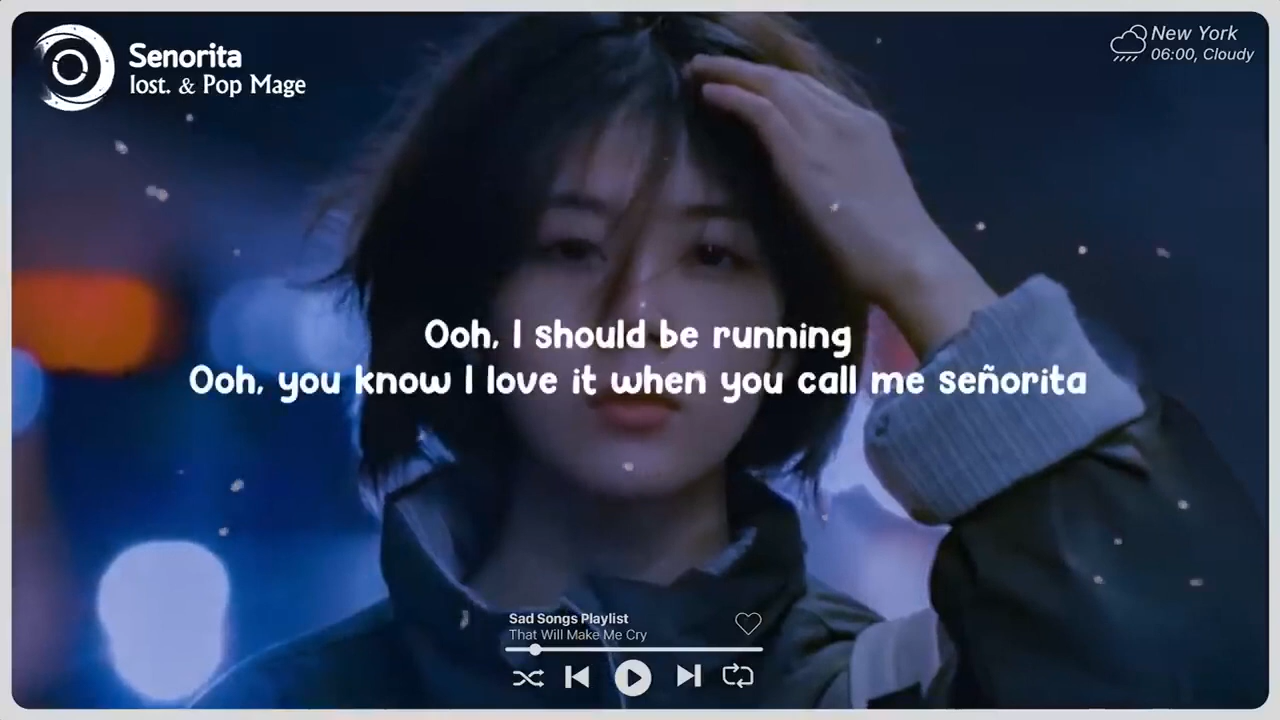 Senorita
lost. & Pop Mage
New York
06:00, Cloudy
Ooh, I should be running
Ooh, you know I love it when you call me señorita
Sad Songs Playlist
That Will Make Me Cry